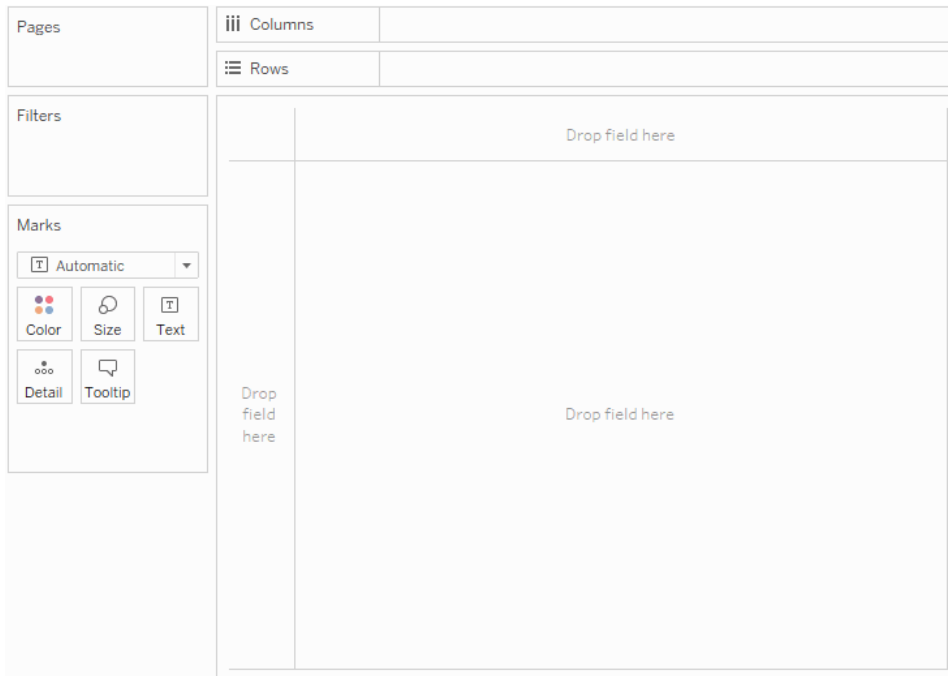 Pages
Columns
Rows
Filters
Drop field here
Marks
T Automatic
Color Size T Text
Detail Tooltip
Drop
field
here
Drop field here